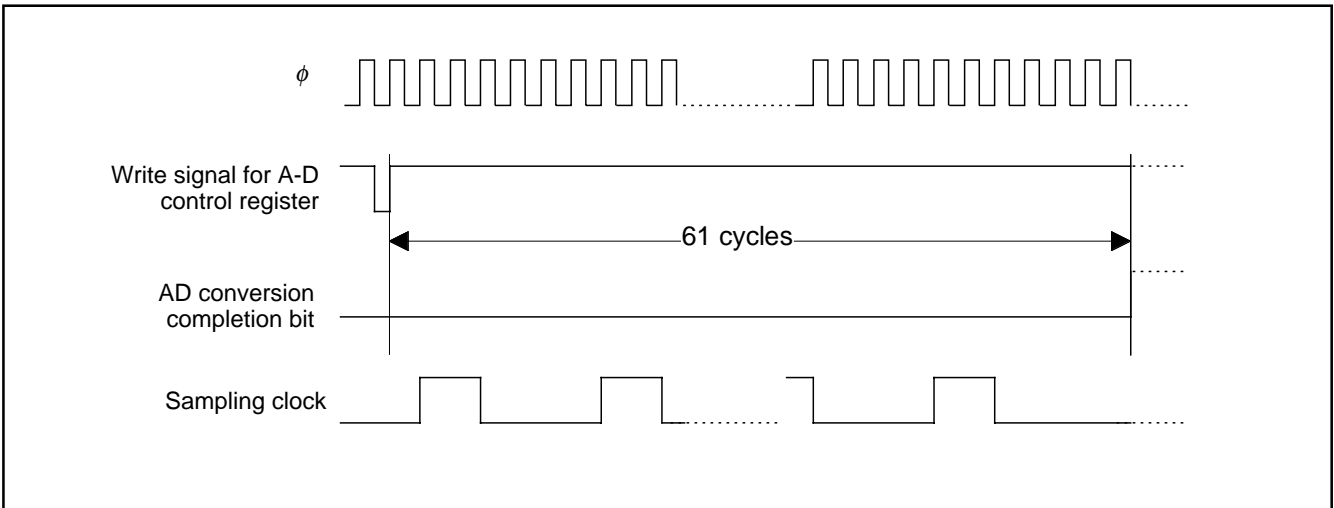 ϕ
Write signal for A-D
control register
61 cycles
AD conversion
completion bit
Sampling clock